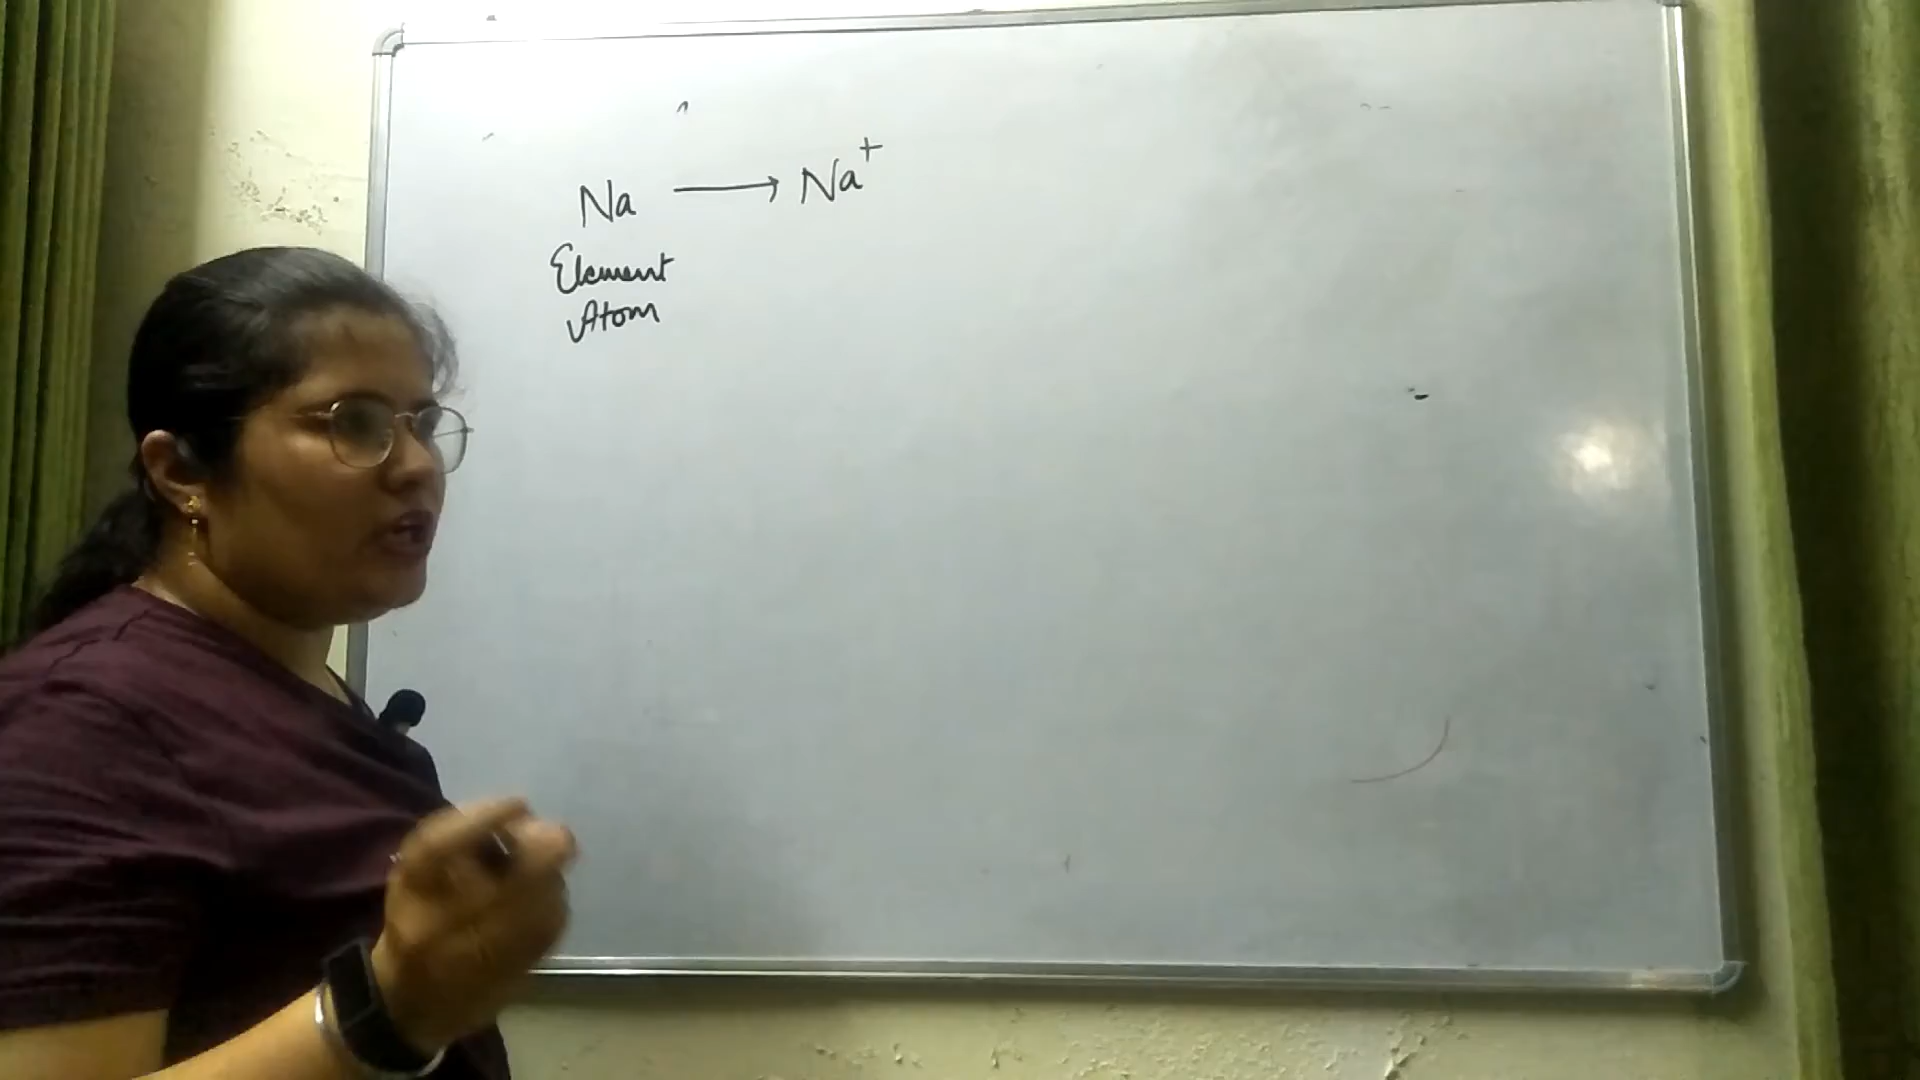 Na → Na⁺
Element
Atom